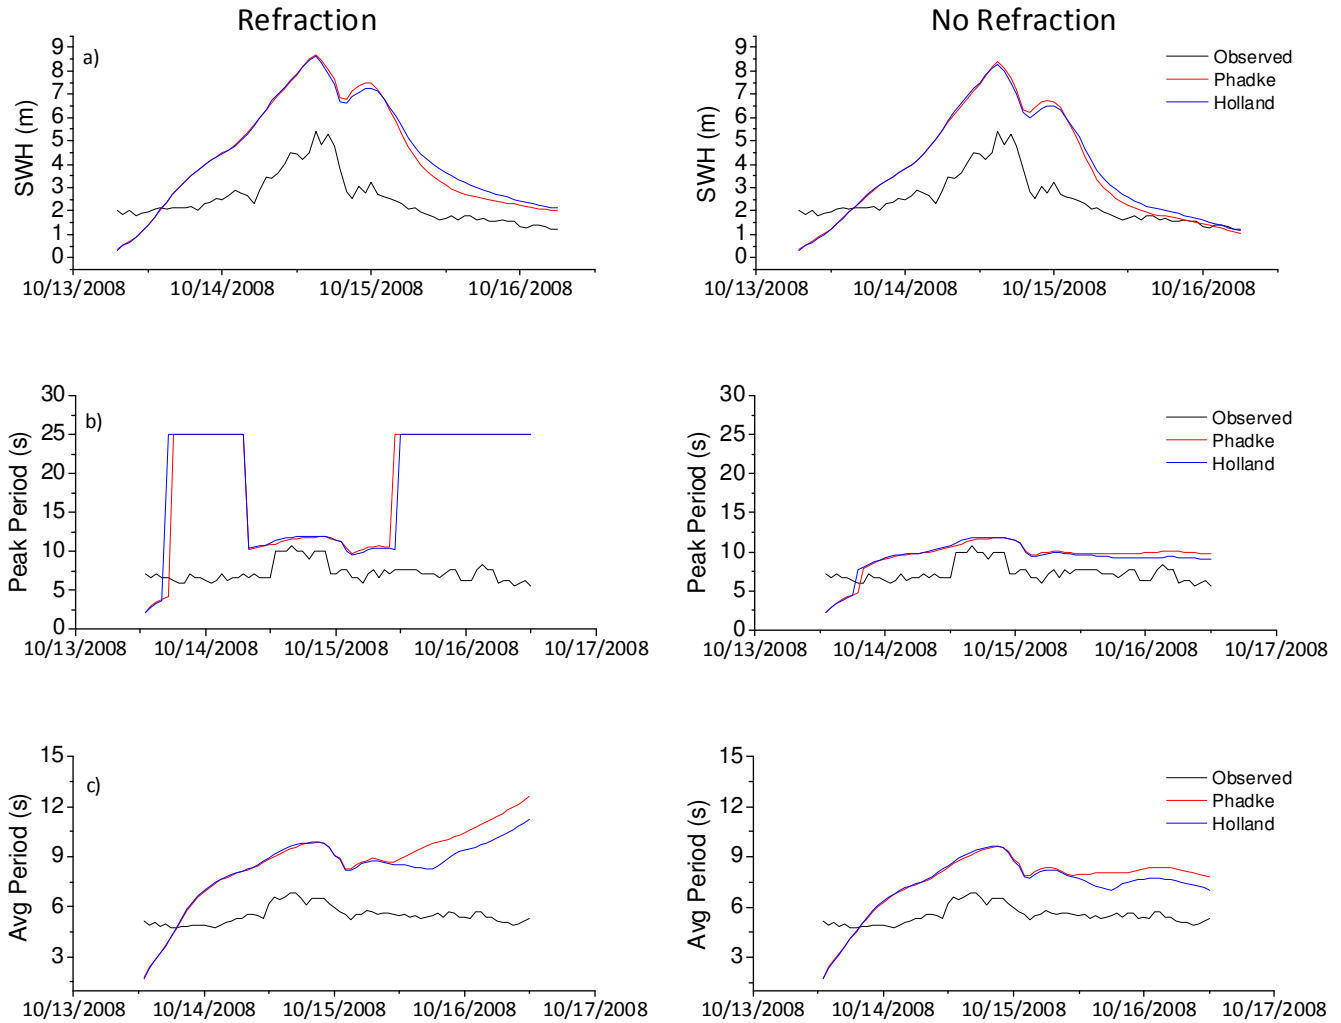 Refraction
No Refraction
a)
SWH (m)
9
8
7
6
5
4
3
2
1
0
10/13/2008 10/14/2008 10/15/2008 10/16/2008
SWH (m)
9
8
7
6
5
4
3
2
1
0
10/13/2008 10/14/2008 10/15/2008 10/16/2008
Observed
Phadke
Holland
b)
Peak Period (s)
30
25
20
15
10
5
0
10/13/2008 10/14/2008 10/15/2008 10/16/2008 10/17/2008
Peak Period (s)
30
25
20
15
10
5
0
10/13/2008 10/14/2008 10/15/2008 10/16/2008 10/17/2008
Observed
Phadke
Holland
c)
Avg Period (s)
15
12
9
6
3
10/13/2008 10/14/2008 10/15/2008 10/16/2008 10/17/2008
Avg Period (s)
15
12
9
6
3
10/13/2008 10/14/2008 10/15/2008 10/16/2008 10/17/2008
Observed
Phadke
Holland